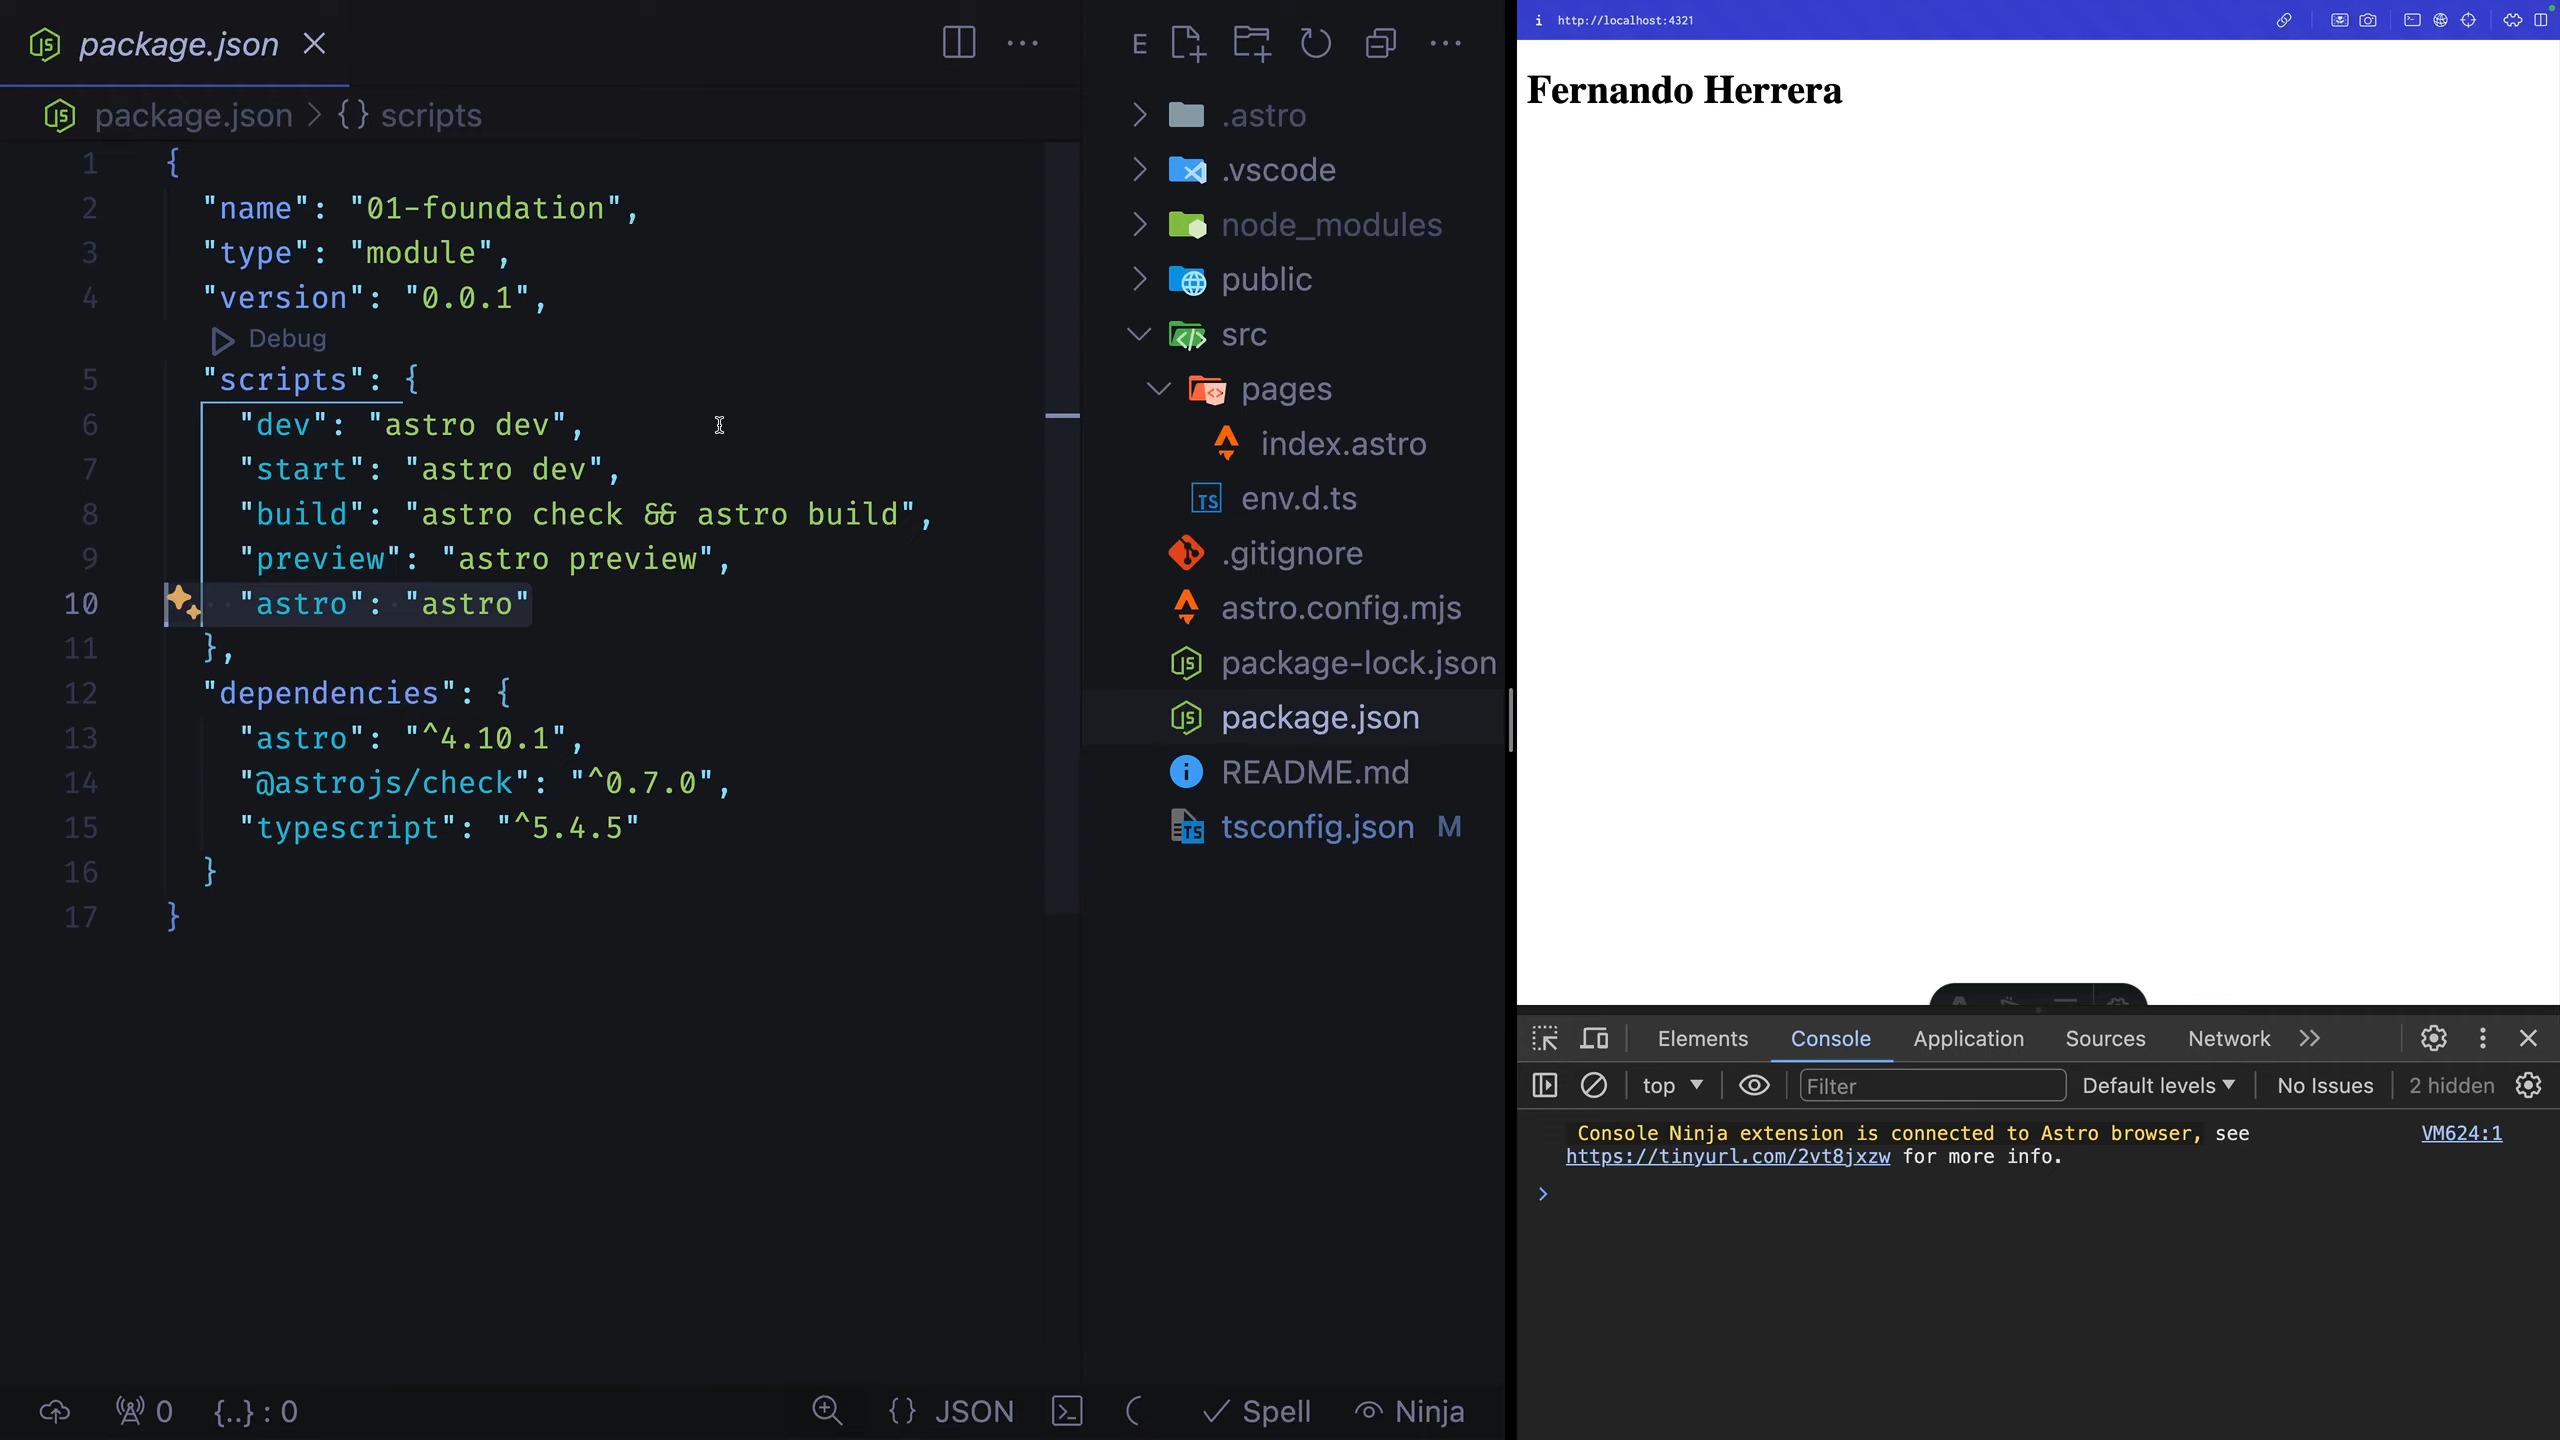 package.json
package.json > {} scripts
1 {
2 "name": "01-foundation",
3 "type": "module",
4 "version": "0.0.1",
Debug
5 "scripts": {
6 "dev": "astro dev",
7 "start": "astro dev",
8 "build": "astro check && astro build",
9 "preview": "astro preview",
10 "astro": "astro"
11 },
12 "dependencies": {
13 "astro": "^4.10.1",
14 "@astrojs/check": "^0.7.0",
15 "typescript": "^5.4.5"
16 }
17 }
0
{..} : 0
{} JSON
Spell
Ninja
E
.astro
.vscode
node_modules
public
src
pages
index.astro
TS env.d.ts
.gitignore
astro.config.mjs
package-lock.json
package.json
README.md
TS tsconfig.json M
http://localhost:4321
Fernando Herrera
Elements Console Application Sources Network
top Filter Default levels No Issues 2 hidden
Console Ninja extension is connected to Astro browser, see VM624:1
https://tinyurl.com/2vt8jxzw for more info.